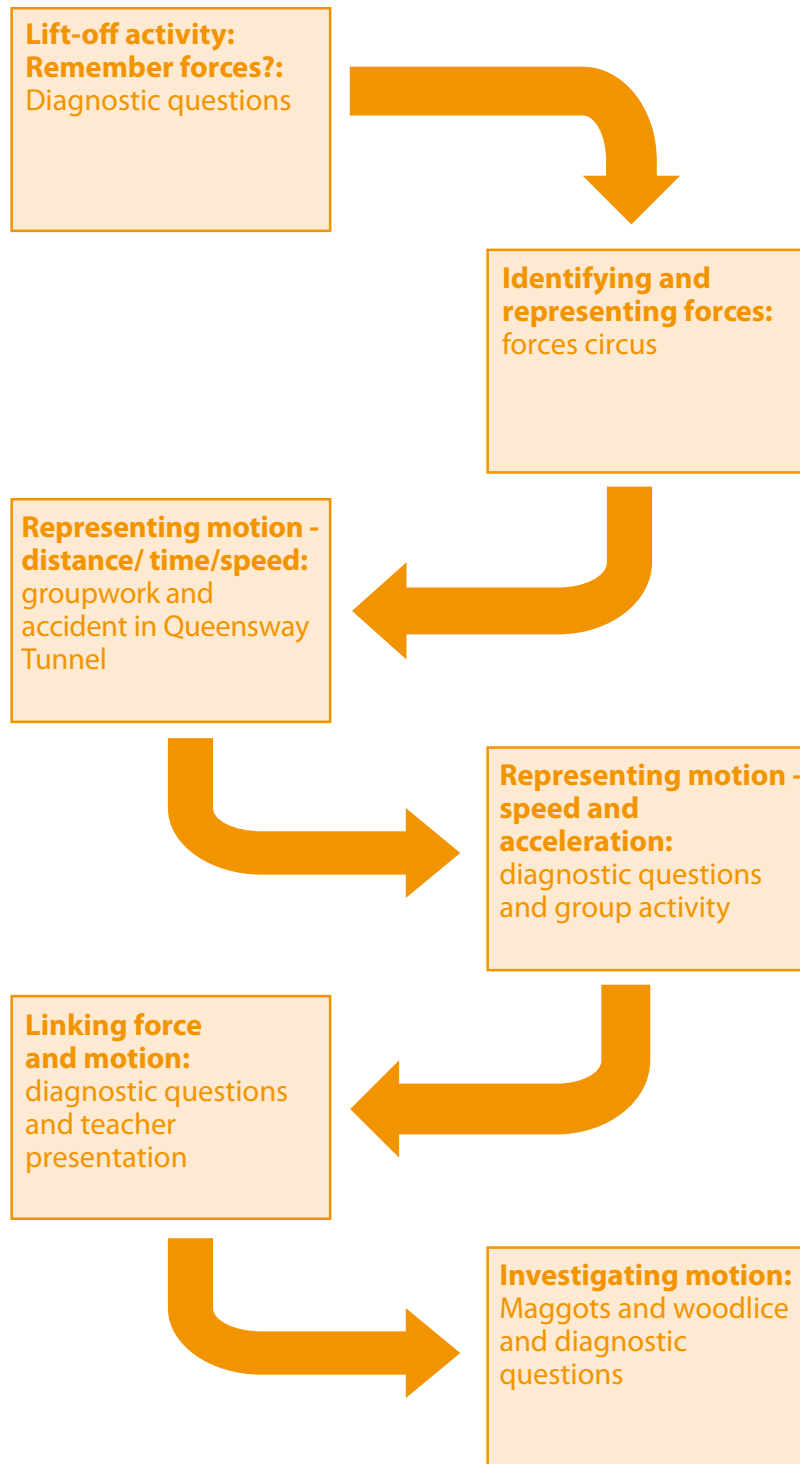 Lift-off activity:
Remember forces?:
Diagnostic questions
Identifying and
representing forces:
forces circus
Representing motion -
distance/ time/speed:
groupwork and
accident in Queensway
Tunnel
Representing motion -
speed and
acceleration:
diagnostic questions
and group activity
Linking force
and motion:
diagnostic questions
and teacher
presentation
Investigating motion:
Maggots and woodlice
and diagnostic
questions